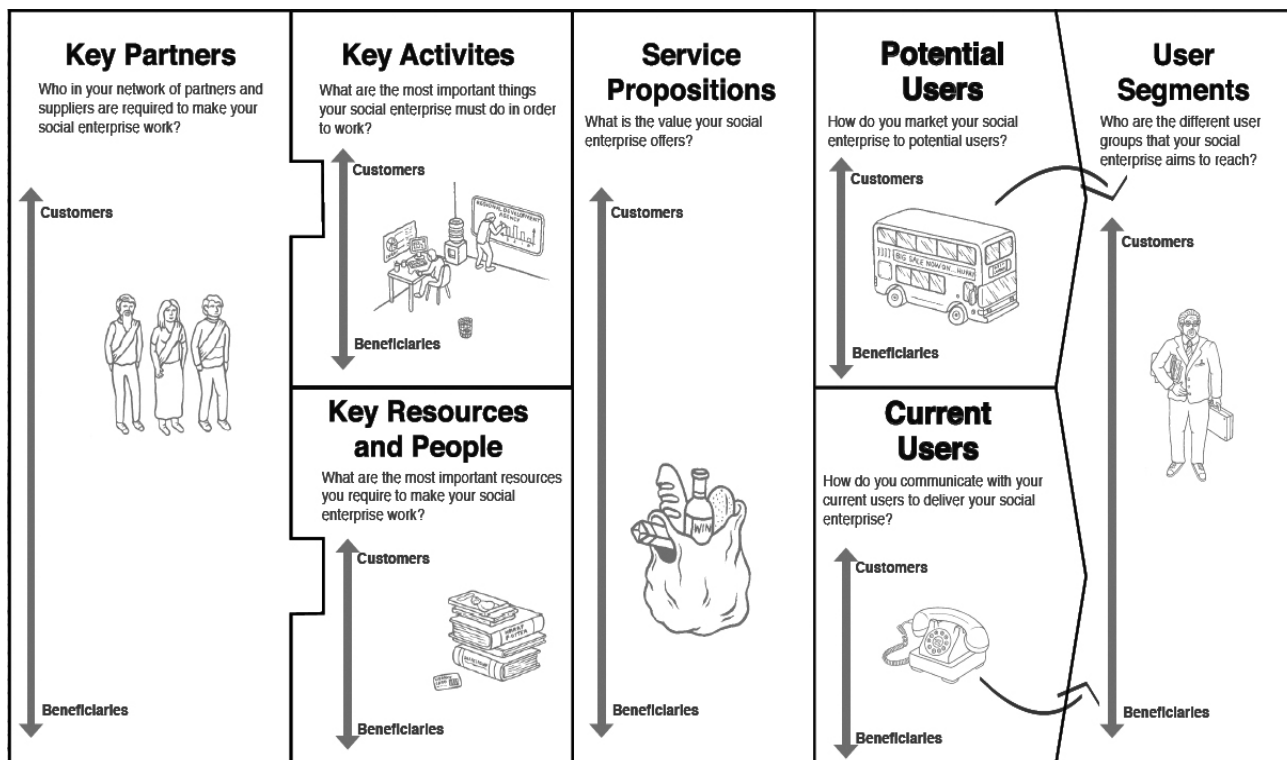 Key Partners
Who in your network of partners and
suppliers are required to make your
social enterprise work?
Customers
Beneficiaries
Key Activites
What are the most important things
your social enterprise must do in order
to work?
Customers
REGIONAL DEVELOPMENT
AGENCY
Beneficiaries
Key Resources
and People
What are the most important resources
you require to make your social
enterprise work?
Customers
Beneficiaries
Service
Propositions
What is the value your social
enterprise offers?
Customers
WIN
Beneficiaries
Potential
Users
How do you market your social
enterprise to potential users?
Customers
BIG SALE NOW ON...
Beneficiaries
Current
Users
How do you communicate with your
current users to deliver your social
enterprise?
Customers
Beneficiaries
User
Segments
Who are the different user
groups that your social
enterprise aims to reach?
Customers
Beneficiaries